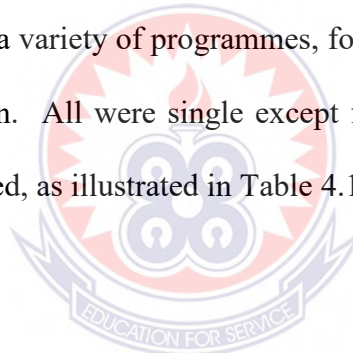 a variety of programmes, fo
All were single except
ed, as illustrated in Table 4.1
EDUCATION FOR SERVICE